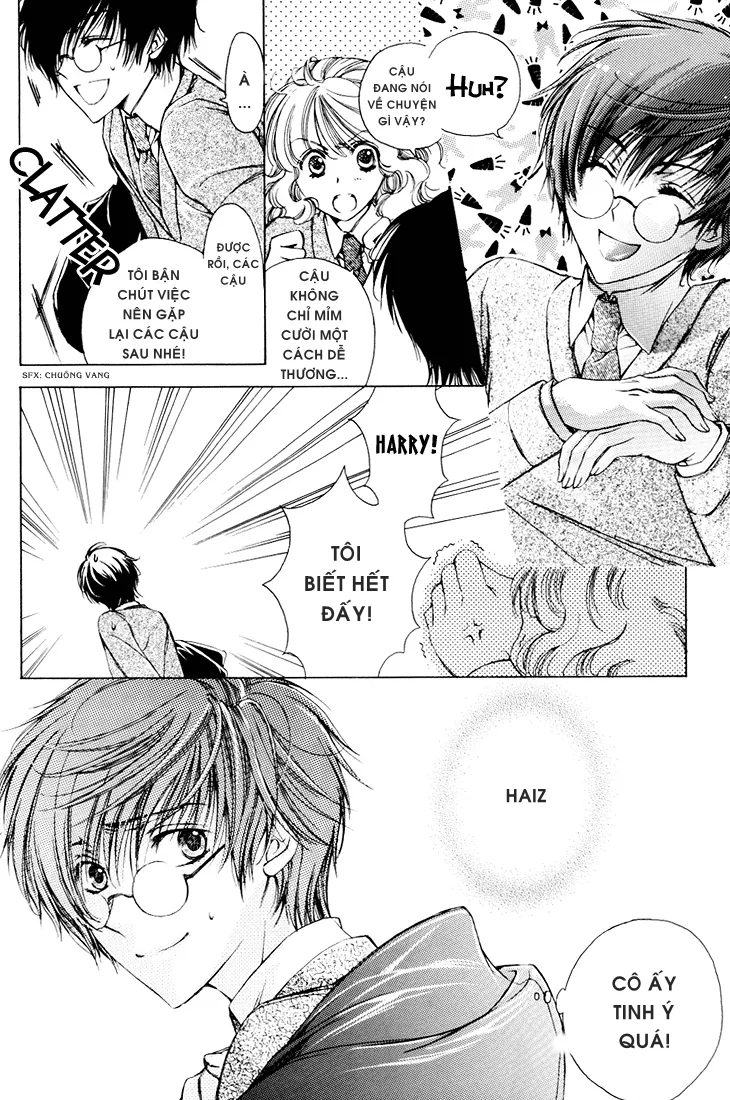 HUH?
CẬU
ĐANG NÓI
VỀ CHUYỆN
GÌ VẬY?
CẬU
KHÔNG
CHỈ MỈM
CƯỜI MỘT
CÁCH DỄ
THƯƠNG...
À
...
ĐƯỢC
RỒI, CÁC
CẬU
TÔI BẬN
CHÚT VIỆC
NÊN GẶP
LẠI CÁC CẬU
SAU NHÉ!
CLATTER
SFX: CHUÔNG VANG
HARRY!
TÔI
BIẾT HẾT
ĐẤY!
HAIZ
CÔ ẤY
TINH Ý
QUÁ!